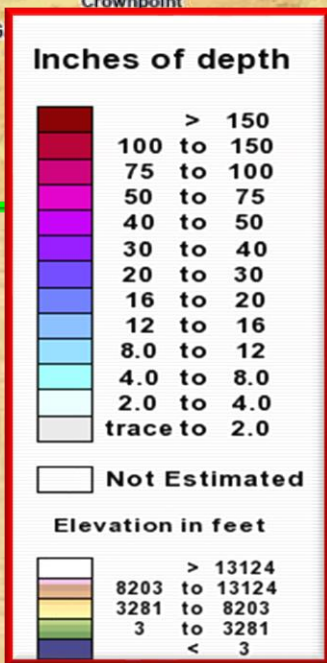 Crownpoint
Inches of depth
> 150
100 to 150
75 to 100
50 to 75
40 to 50
30 to 40
20 to 30
16 to 20
12 to 16
8.0 to 12
4.0 to 8.0
2.0 to 4.0
trace to 2.0
Not Estimated
Elevation in feet
> 13124
8203 to 13124
3281 to 8203
3 to 3281
< 3